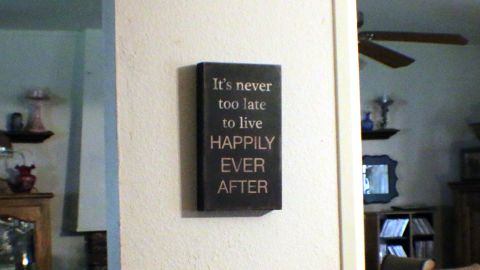 It's never
too late
to live
HAPPILY
EVER
AFTER